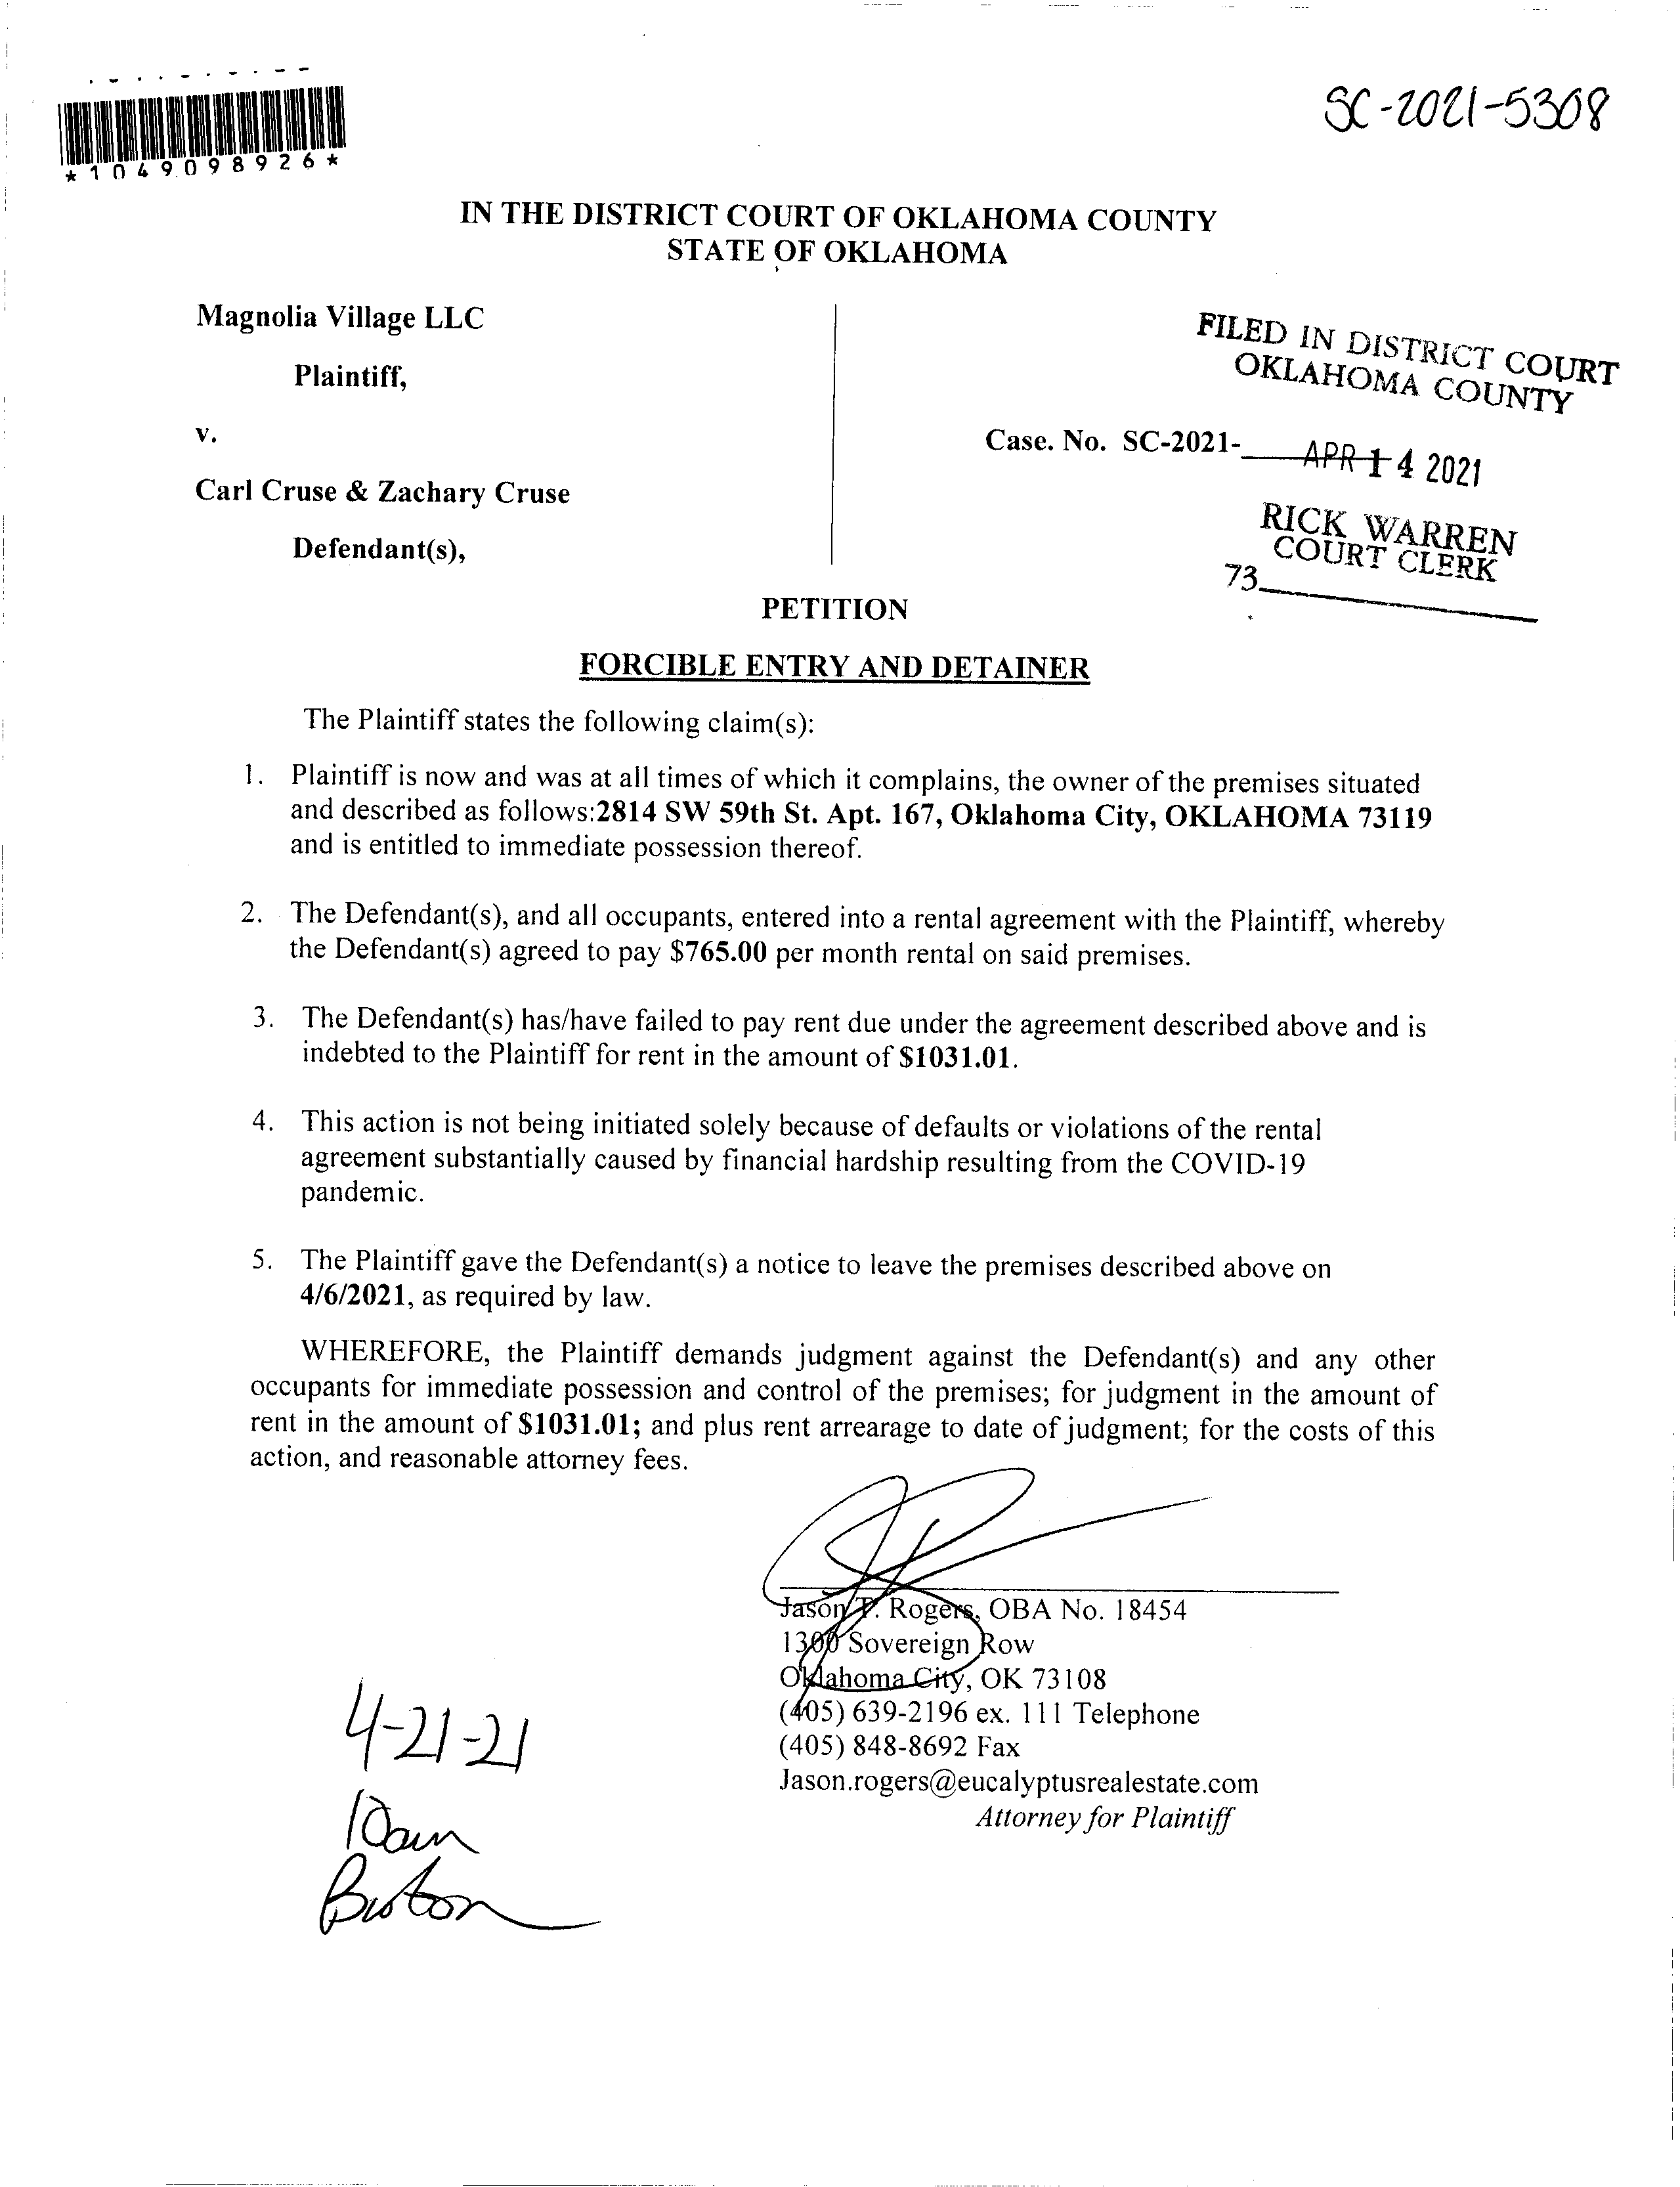 SC-2021-5308
*1049098926*
IN THE DISTRICT COURT OF OKLAHOMA COUNTY
STATE OF OKLAHOMA
Magnolia Village LLC
Plaintiff,
v.
Carl Cruse & Zachary Cruse
Defendant(s),
FILED IN DISTRICT COURT
OKLAHOMA COUNTY
Case. No. SC-2021-
APR 14 2021
RICK WARREN
COURT CLERK
73
PETITION
FORCIBLE ENTRY AND DETAINER
The Plaintiff states the following claim(s):
1. Plaintiff is now and was at all times of which it complains, the owner of the premises situated
and described as follows:2814 SW 59th St. Apt. 167, Oklahoma City, OKLAHOMA 73119
and is entitled to immediate possession thereof.
2. The Defendant(s), and all occupants, entered into a rental agreement with the Plaintiff, whereby
the Defendant(s) agreed to pay $765.00 per month rental on said premises.
3. The Defendant(s) has/have failed to pay rent due under the agreement described above and is
indebted to the Plaintiff for rent in the amount of $1031.01.
4. This action is not being initiated solely because of defaults or violations of the rental
agreement substantially caused by financial hardship resulting from the COVID-19
pandemic.
5. The Plaintiff gave the Defendant(s) a notice to leave the premises described above on
4/6/2021, as required by law.
WHEREFORE, the Plaintiff demands judgment against the Defendant(s) and any other
occupants for immediate possession and control of the premises; for judgment in the amount of
rent in the amount of $1031.01; and plus rent arrearage to date of judgment; for the costs of this
action, and reasonable attorney fees.
Jason P. Rogers, OBA No. 18454
1300 Sovereign Row
Oklahoma City, OK 73108
(405) 639-2196 ex. 111 Telephone
(405) 848-8692 Fax
Jason.rogers@eucalyptusrealestate.com
Attorney for Plaintiff
4-21-21
10am